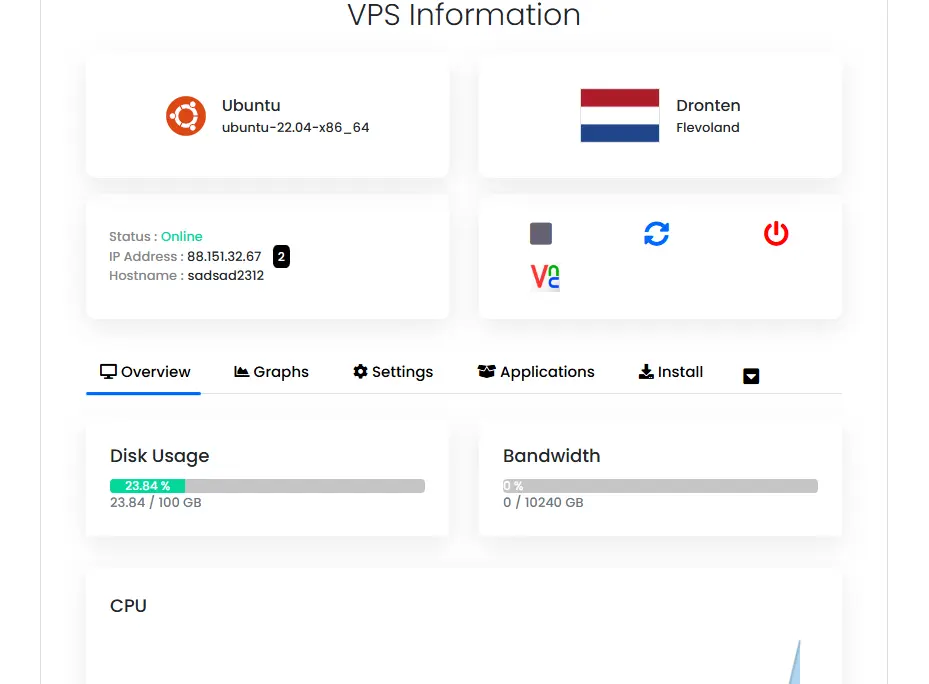 VPS Information
Ubuntu
ubuntu-22.04-x86_64
Dronten
Flevoland
Status : Online
IP Address : 88.151.32.67 2
Hostname : sadsad2312
Vnc
Overview Graphs Settings Applications Install
Disk Usage
23.84 %
23.84 / 100 GB
Bandwidth
0 %
0 / 10240 GB
CPU